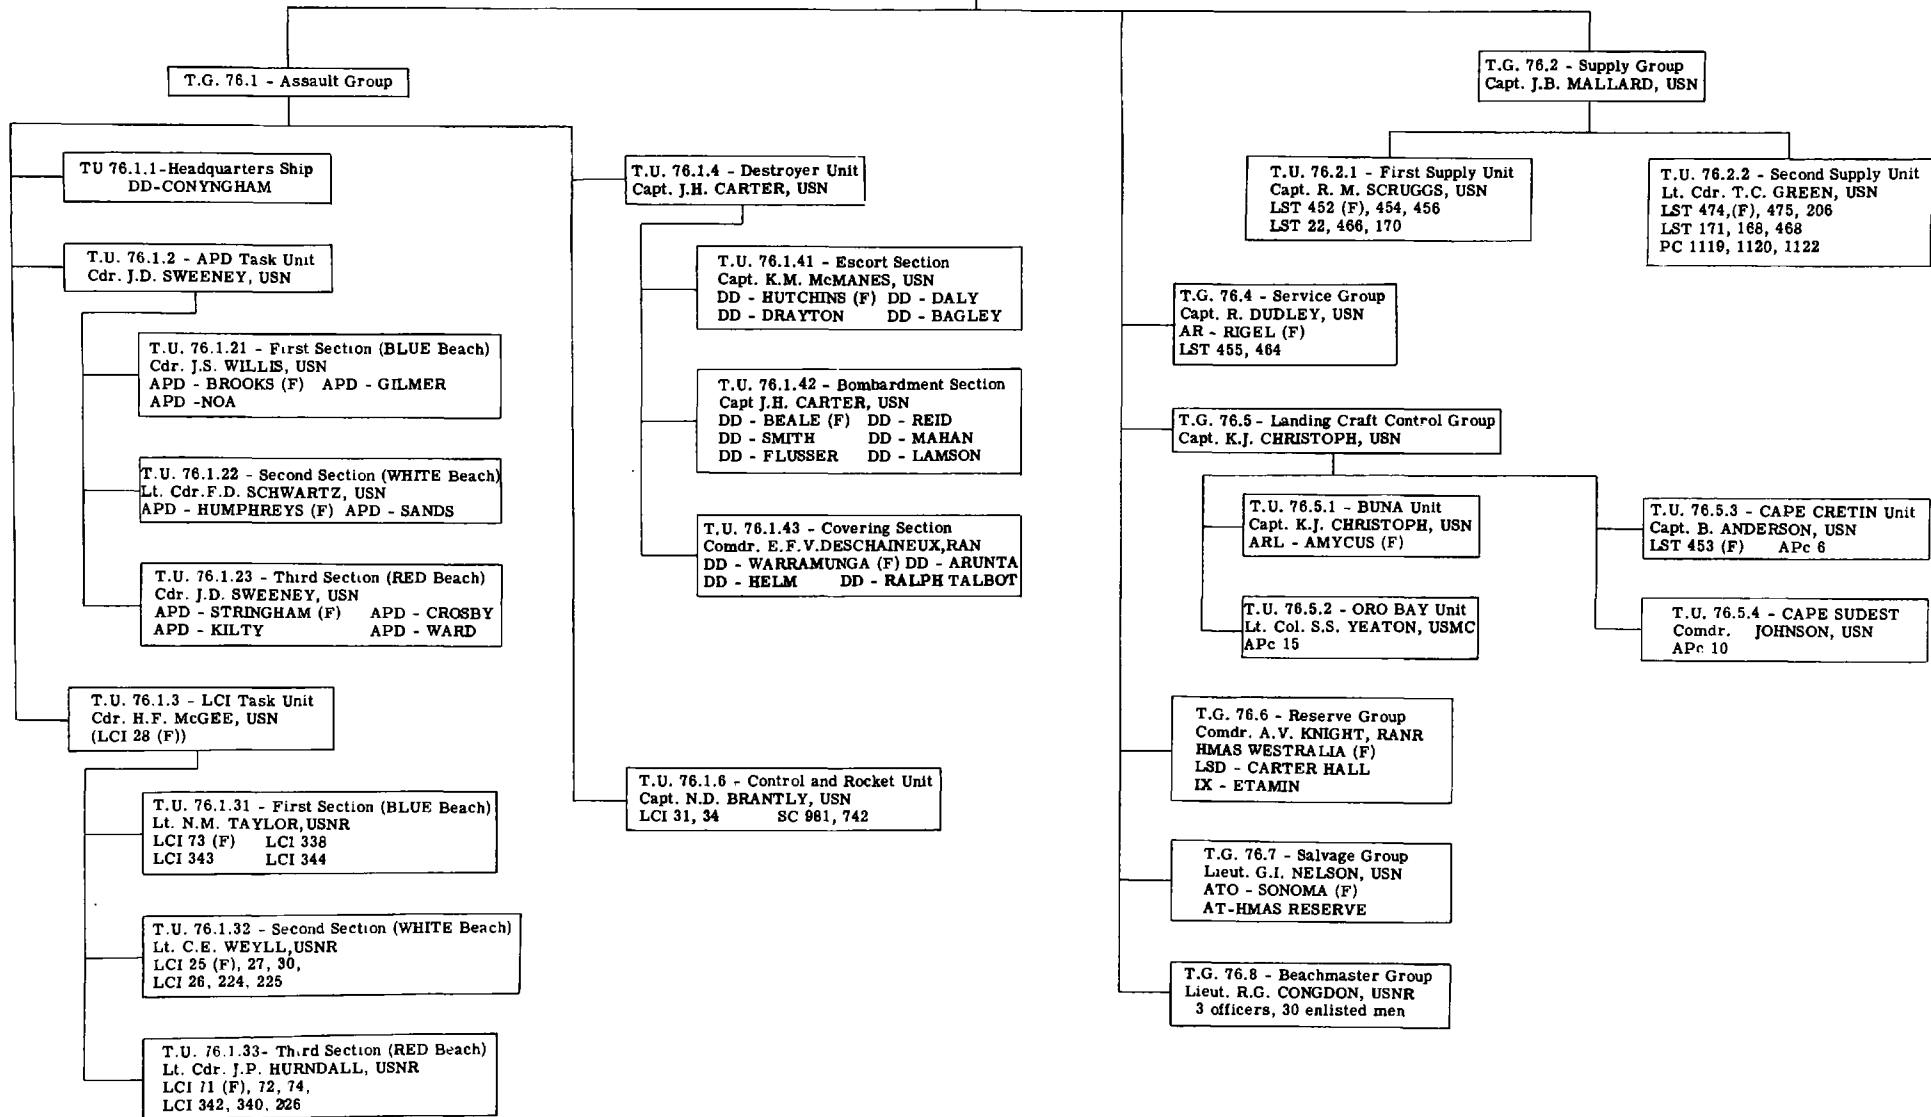 T.G. 76.1 - Assault Group
TU 76.1.1-Headquarters Ship
DD-CONYNGHAM
T.U. 76.1.2 - APD Task Unit
Cdr. J.D. SWEENEY, USN
T.U. 76.1.21 - First Section (BLUE Beach)
Cdr. J.S. WILLIS, USN
APD - BROOKS (F) APD - GILMER
APD -NOA
T.U. 76.1.22 - Second Section (WHITE Beach)
Lt. Cdr.F.D. SCHWARTZ, USN
APD - HUMPHREYS (F) APD - SANDS
T.U. 76.1.23 - Third Section (RED Beach)
Cdr. J.D. SWEENEY, USN
APD - STRINGHAM (F) APD - CROSBY
APD - KILTY APD - WARD
T.U. 76.1.3 - LCI Task Unit
Cdr. H.F. McGEE, USN
(LCI 28 (F))
T.U. 76.1.31 - First Section (BLUE Beach)
Lt. N.M. TAYLOR,USNR
LCI 73 (F) LCI 338
LCI 343 LCI 344
T.U. 76.1.32 - Second Section (WHITE Beach)
Lt. C.E. WEYLL,USNR
LCI 25 (F), 27, 30,
LCI 26, 224, 225
T.U. 76.1.33- Third Section (RED Beach)
Lt. Cdr. J.P. HURNDALL, USNR
LCI 71 (F), 72, 74,
LCI 342, 340, 226
T.U. 76.1.4 - Destroyer Unit
Capt. J.H. CARTER, USN
T.U. 76.1.41 - Escort Section
Capt. K.M. McMANES, USN
DD - HUTCHINS (F) DD - DALY
DD - DRAYTON DD - BAGLEY
T.U. 76.1.42 - Bombardment Section
Capt J.H. CARTER, USN
DD - BEALE (F) DD - REID
DD - SMITH DD - MAHAN
DD - FLUSSER DD - LAMSON
T.U. 76.1.43 - Covering Section
Comdr. E.F.V.DESCHAINEUX,RAN
DD - WARRAMUNGA (F) DD - ARUNTA
DD - HELM DD - RALPH TALBOT
T.U. 76.1.6 - Control and Rocket Unit
Capt. N.D. BRANTLY, USN
LCI 31, 34 SC 981, 742
T.G. 76.2 - Supply Group
Capt. J.B. MALLARD, USN
T.U. 76.2.1 - First Supply Unit
Capt. R. M. SCRUGGS, USN
LST 452 (F), 454, 456
LST 22, 466, 170
T.U. 76.2.2 - Second Supply Unit
Lt. Cdr. T.C. GREEN, USN
LST 474,(F), 475, 206
LST 171, 168, 468
PC 1119, 1120, 1122
T.G. 76.4 - Service Group
Capt. R. DUDLEY, USN
AR - RIGEL (F)
LST 455, 464
T.G. 76.5 - Landing Craft Control Group
Capt. K.J. CHRISTOPH, USN
T.U. 76.5.1 - BUNA Unit
Capt. K.J. CHRISTOPH, USN
ARL - AMYCUS (F)
T.U. 76.5.2 - ORO BAY Unit
Lt. Col. S.S. YEATON, USMC
APc 15
T.U. 76.5.3 - CAPE CRETIN Unit
Capt. B. ANDERSON, USN
LST 453 (F) APc 6
T.U. 76.5.4 - CAPE SUDEST
Comdr. JOHNSON, USN
APc 10
T.G. 76.6 - Reserve Group
Comdr. A.V. KNIGHT, RANR
HMAS WESTRALIA (F)
LSD - CARTER HALL
IX - ETAMIN
T.G. 76.7 - Salvage Group
Lieut. G.I. NELSON, USN
ATO - SONOMA (F)
AT-HMAS RESERVE
T.G. 76.8 - Beachmaster Group
Lieut. R.G. CONGDON, USNR
3 officers, 30 enlisted men